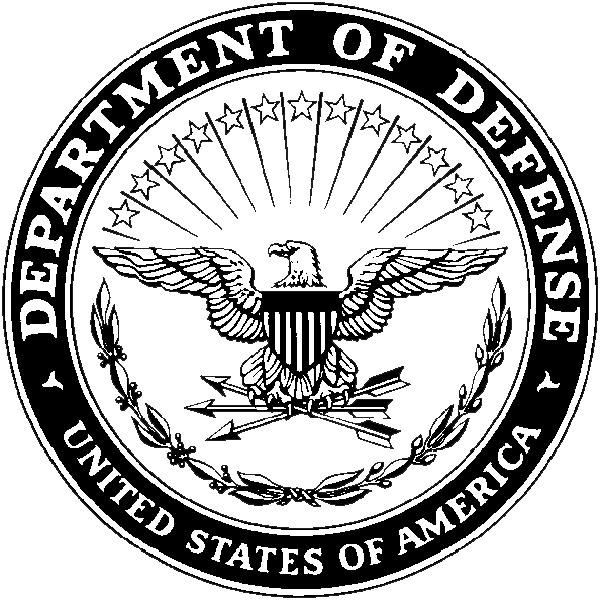 DEPARTMENT OF DEFENSE
UNITED STATES OF AMERICA